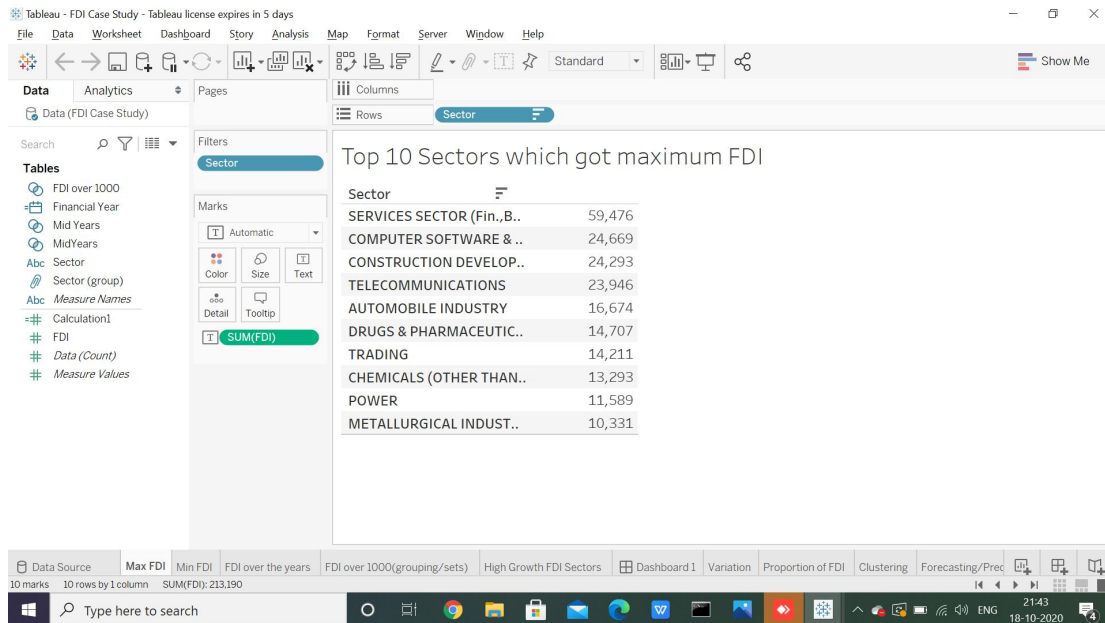 Tableau - FDI Case Study - Tableau license expires in 5 days
File Data Worksheet Dashboard Story Analysis Map Format Server Window Help
Standard
Show Me
Data Analytics
Pages
Columns
Data (FDI Case Study)
Rows
Sector
Search
Filters
Sector
Tables
FDI over 1000
Financial Year
Mid Years
MidYears
Abc Sector
Sector (group)
Abc Measure Names
Calculation1
FDI
Data (Count)
Measure Values
Marks
T Automatic
Color Size Text
Detail Tooltip
T SUM(FDI)
Top 10 Sectors which got maximum FDI
Sector
SERVICES SECTOR (Fin.,B.. 59,476
COMPUTER SOFTWARE & .. 24,669
CONSTRUCTION DEVELOP.. 24,293
TELECOMMUNICATIONS 23,946
AUTOMOBILE INDUSTRY 16,674
DRUGS & PHARMACEUTIC.. 14,707
TRADING 14,211
CHEMICALS (OTHER THAN.. 13,293
POWER 11,589
METALLURGICAL INDUST.. 10,331
Data Source Max FDI Min FDI FDI over the years FDI over 1000(grouping/sets) High Growth FDI Sectors Dashboard 1 Variation Proportion of FDI Clustering Forecasting/Prec
10 marks 10 rows by 1 column SUM(FDI): 213,190
Type here to search
W
ENG
21:43
18-10-2020
4